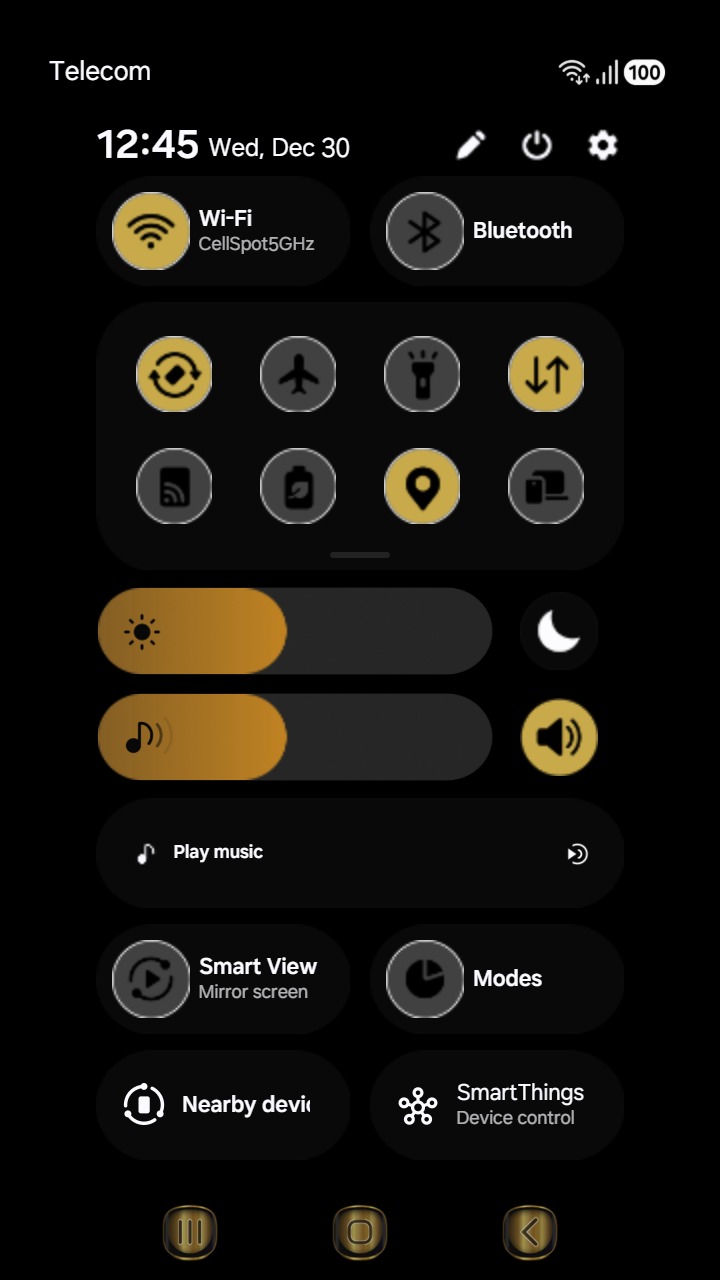 Telecom
100
12:45 Wed, Dec 30
Wi-Fi
CellSpot5GHz
Bluetooth
Play music
Smart View
Mirror screen
Modes
Nearby devic
SmartThings
Device control